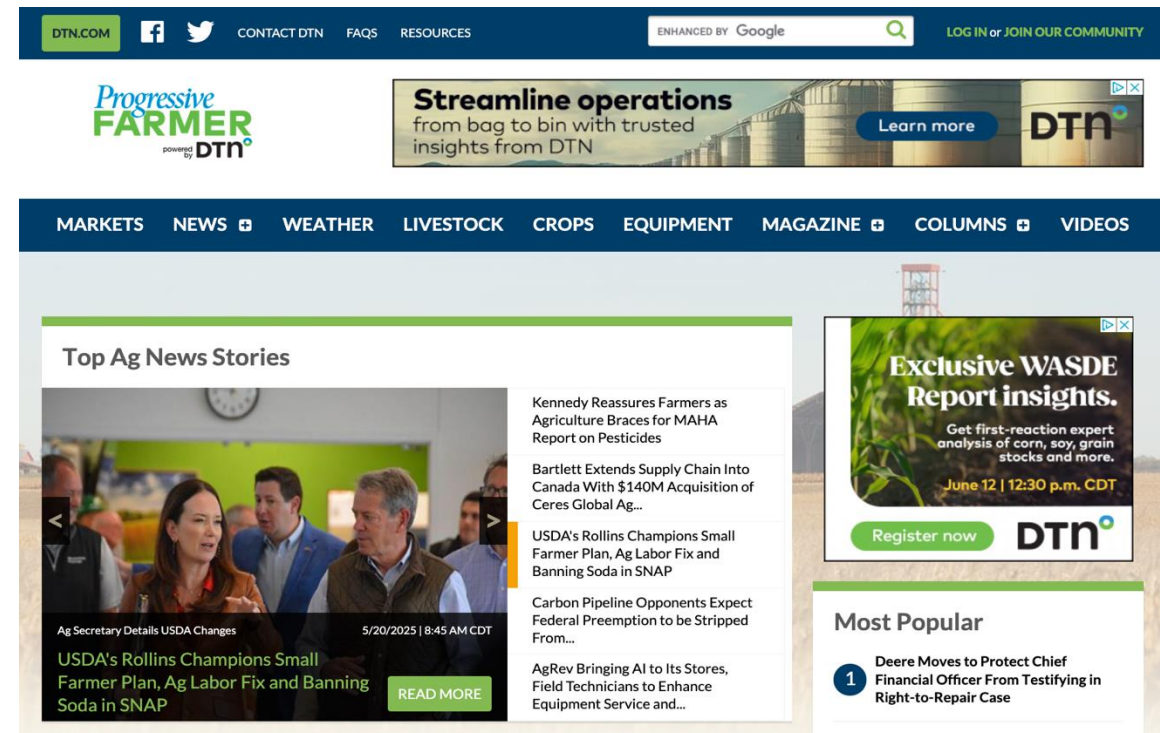 DTN.COM
CONTACT DTN FAQS RESOURCES
ENHANCED BY Google
LOG IN or JOIN OUR COMMUNITY
Progressive
FARMER
powered by DTN
Streamline operations
from bag to bin with trusted
insights from DTN
Learn more
DTN
MARKETS NEWS WEATHER LIVESTOCK CROPS EQUIPMENT MAGAZINE COLUMNS VIDEOS
Top Ag News Stories
<
>
Ag Secretary Details USDA Changes 5/20/2025 | 8:45 AM CDT
USDA's Rollins Champions Small
Farmer Plan, Ag Labor Fix and Banning
Soda in SNAP
READ MORE
Kennedy Reassures Farmers as
Agriculture Braces for MAHA
Report on Pesticides
Bartlett Extends Supply Chain Into
Canada With $140M Acquisition of
Ceres Global Ag...
USDA's Rollins Champions Small
Farmer Plan, Ag Labor Fix and
Banning Soda in SNAP
Carbon Pipeline Opponents Expect
Federal Preemption to be Stripped
From...
AgRev Bringing AI to Its Stores,
Field Technicians to Enhance
Equipment Service and...
Exclusive WASDE
Report insights.
Get first-reaction expert
analysis of corn, soy, grain
stocks and more.
June 12 | 12:30 p.m. CDT
Register now
DTN
Most Popular
1
Deere Moves to Protect Chief
Financial Officer From Testifying in
Right-to-Repair Case